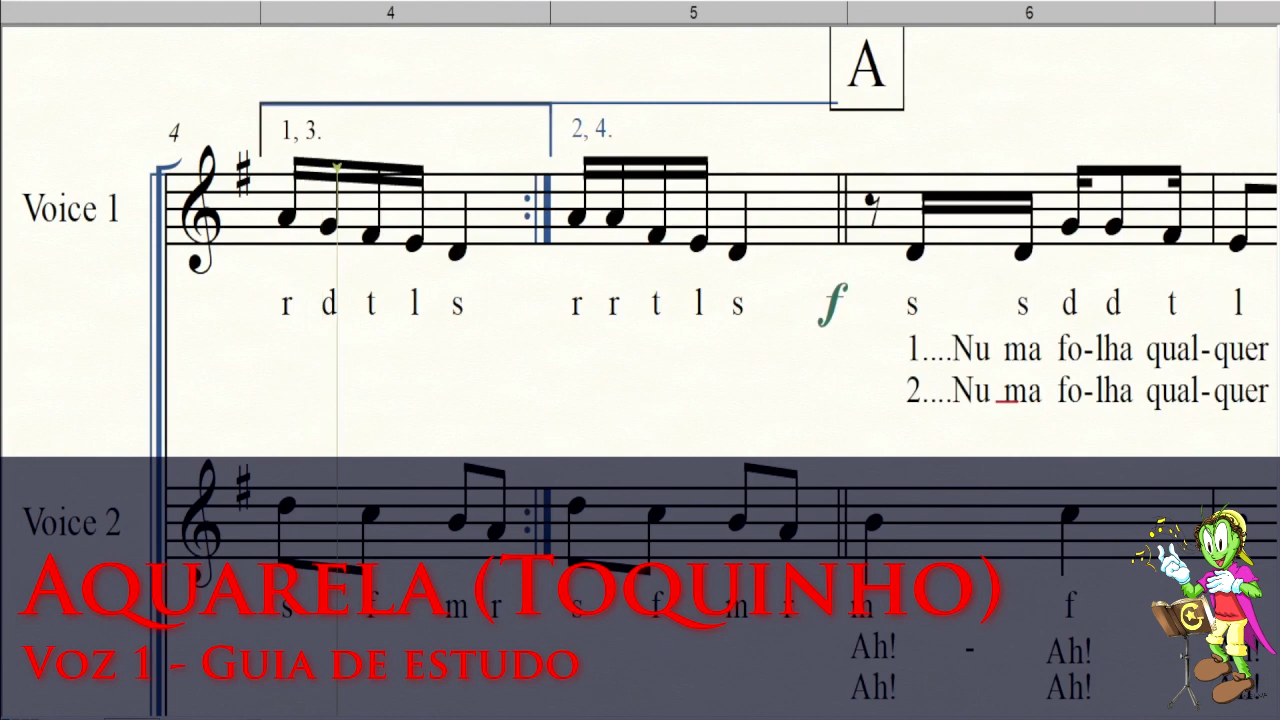 4 5 6
A
4 1, 3. 2, 4.
Voice 1
r d t l s r r t l s f s s d d t l
1....Nu ma fo-lha qual-quer
2....Nu ma fo-lha qual-quer
Voice 2
s f m r s f m r m f
Ah! - Ah!
Ah! Ah!
Aquarela (Toquinho)
Voz 1 - Guia de estudo